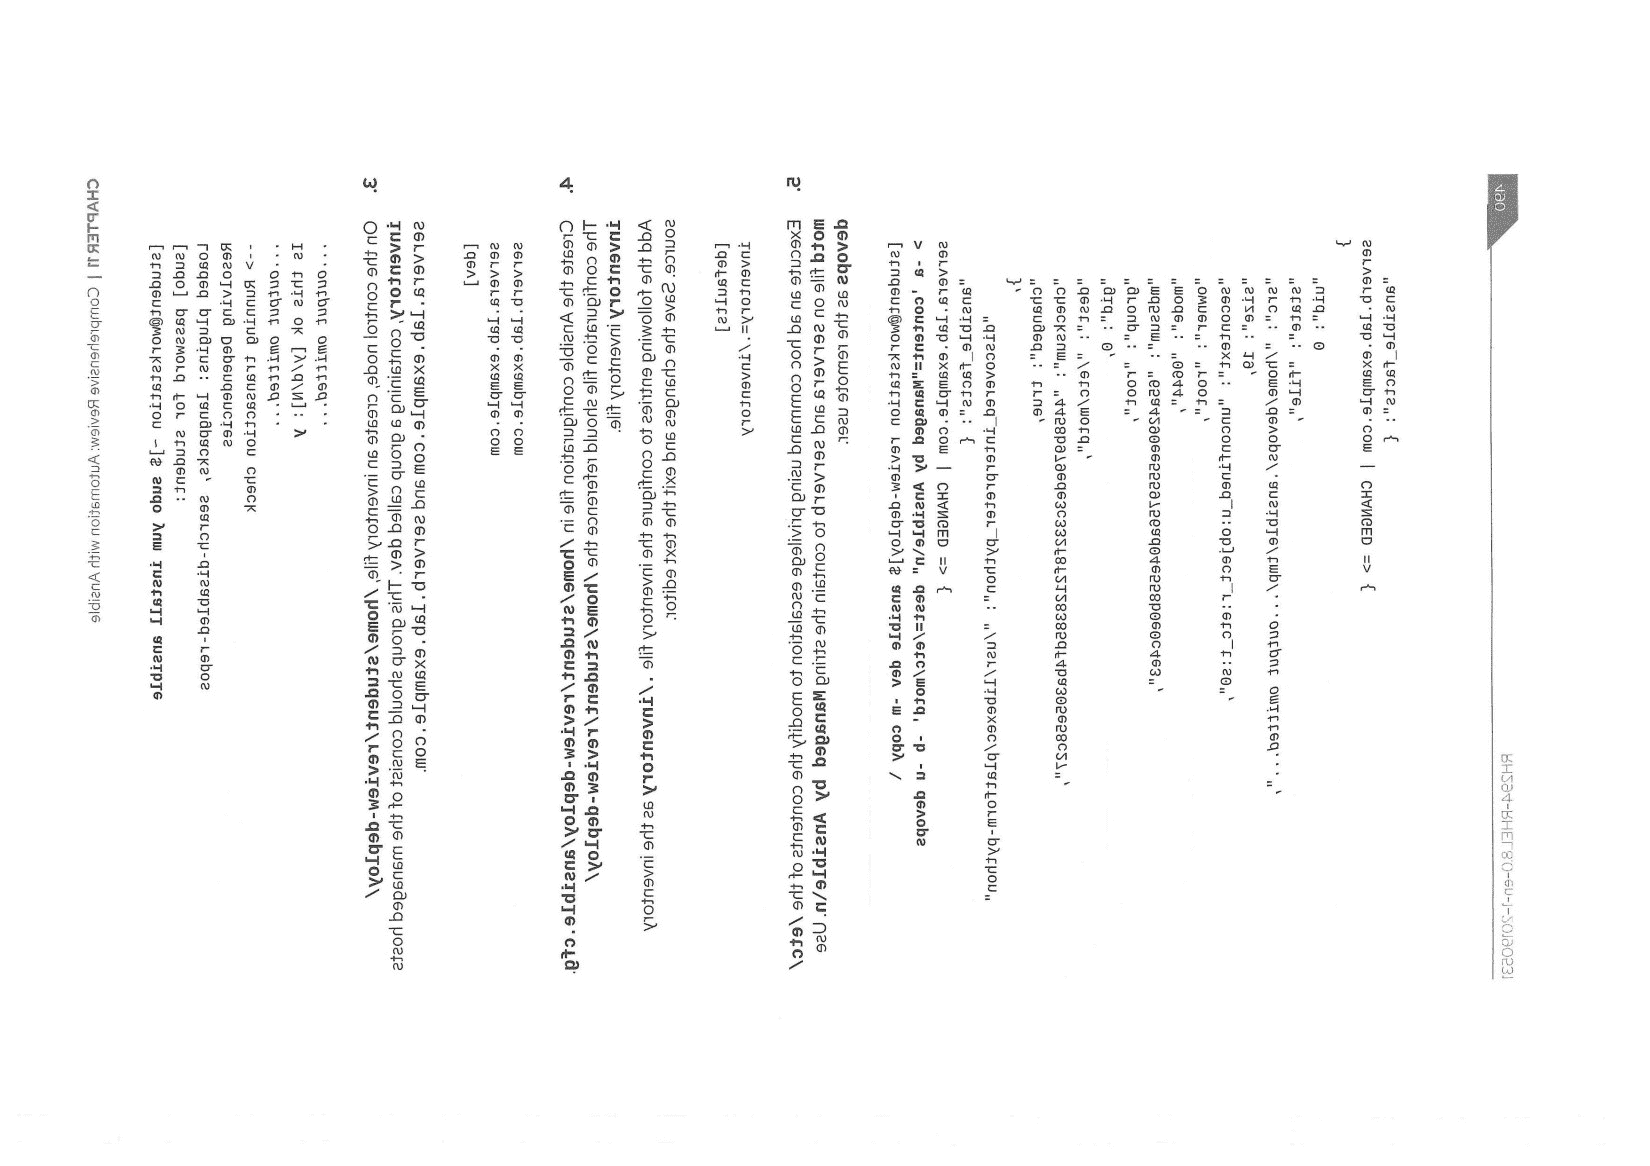 CHAPTER 11 | Comprehensive Review: Automation with Ansible
[student@workstation ~]$ sudo yum install ansible
[sudo] password for student:
Loaded plugins: langpacks, search-disabled-repos
Resolving Dependencies
--> Running transaction check
...output omitted...
Is this ok [y/d/N]: y
...output omitted...
3. On the control node, create an inventory file, /home/student/review-deploy/
inventory, containing a group called dev. This group should consist of the managed hosts
servera.lab.example.com and serverb.lab.example.com.
[dev]
servera.lab.example.com
serverb.lab.example.com
4. Create the Ansible configuration file in /home/student/review-deploy/ansible.cfg.
The configuration file should reference the /home/student/review-deploy/
inventory inventory file.
Add the following entries to configure the inventory file ./inventory as the inventory
source. Save the changes and exit the text editor.
[defaults]
inventory=./inventory
5. Execute an ad hoc command using privilege escalation to modify the contents of the /etc/
motd file on servera and serverb to contain the string Managed by Ansible\n. Use
devops as the remote user.
[student@workstation review-deploy]$ ansible dev -m copy \
> -a 'content="Managed by Ansible\n" dest=/etc/motd' -b -u devops
servera.lab.example.com | CHANGED => {
"ansible_facts": {
"discovered_interpreter_python": "/usr/libexec/platform-python"
},
"changed": true,
"checksum": "4458b979ede3c332f8f2128385df4ba305e58c27",
"dest": "/etc/motd",
"gid": 0,
"group": "root",
"md5sum": "65a4290ee5559756ad04e558b0e0c4e3",
"mode": "0644",
"owner": "root",
"secontext": "unconfined_u:object_r:etc_t:s0",
"size": 19,
"src": "/home/devops/.ansible/tmp/...output omitted...",
"state": "file",
"uid": 0
}
serverb.lab.example.com | CHANGED => {
"ansible_facts": {
490
RH294-RHEL8.0-en-1-20190531